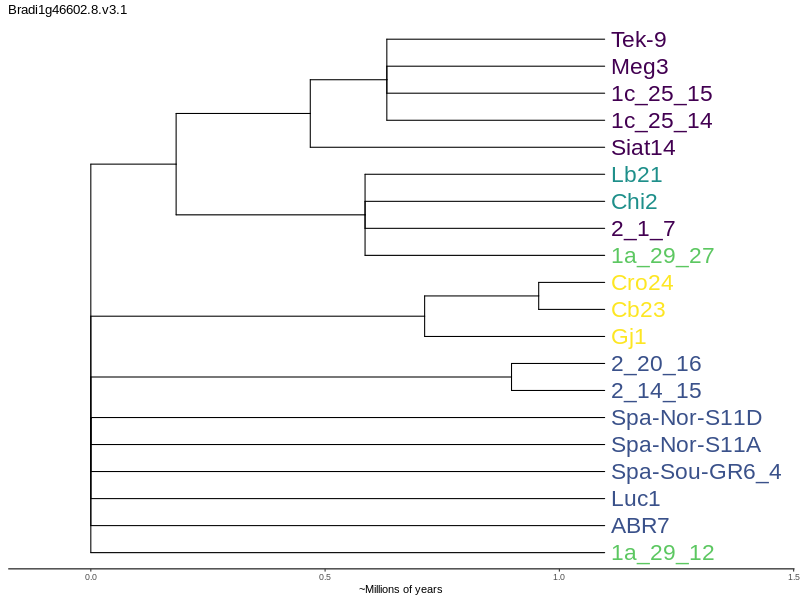 Bradi1g46602.8.v3.1
Tek-9
Meg3
1c_25_15
1c_25_14
Siat14
Lb21
Chi2
2_1_7
1a_29_27
Cro24
Cb23
Gj1
2_20_16
2_14_15
Spa-Nor-S11D
Spa-Nor-S11A
Spa-Sou-GR6_4
Luc1
ABR7
1a_29_12
0.0 0.5 1.0 1.5
~Millions of years